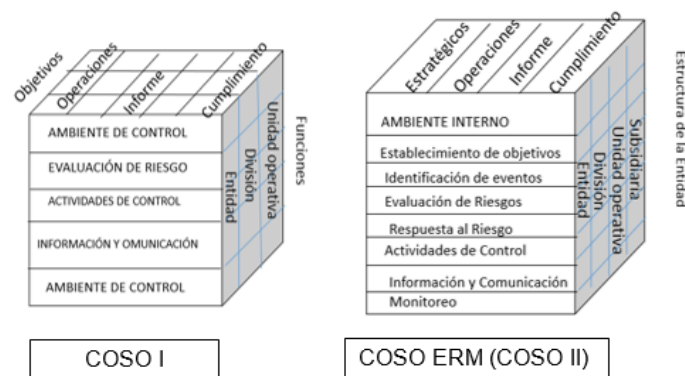 Objetivos
Operaciones
Informe
Cumplimiento
AMBIENTE DE CONTROL
EVALUACIÓN DE RIESGO
ACTIVIDADES DE CONTROL
INFORMACIÓN Y OMUNICACIÓN
AMBIENTE DE CONTROL
Entidad
División
Unidad operativa
Funciones
COSO I
Estratégicos
Operaciones
Informe
Cumplimiento
AMBIENTE INTERNO
Establecimiento de objetivos
Identificación de eventos
Evaluación de Riesgos
Respuesta al Riesgo
Actividades de Control
Información y Comunicación
Monitoreo
Entidad
División
Unidad operativa
Subsidiaria
Estructura de la Entidad
COSO ERM (COSO II)